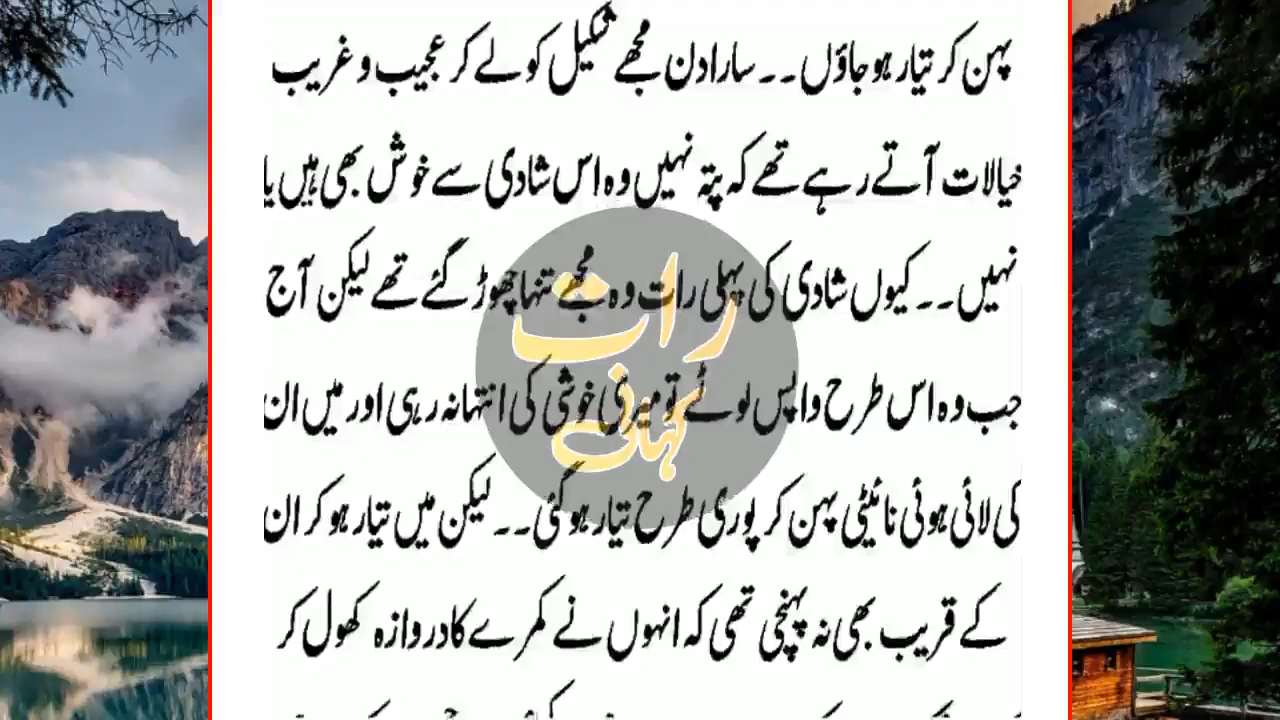 پہن کر تیار ہو جاؤں۔۔ سارا دن مجھے شکیل کو لے کر عجیب و غریب
خیالات آتے رہے تھے کہ پتہ نہیں وہ اس شادی سے خوش بھی ہیں یا
نہیں۔۔ کیوں شادی کی پہلی رات وہ مجھے تنہا چھوڑ گئے تھے لیکن آج
جب وہ اس طرح واپس لوٹے تو میری خوشی کی انتہا نہ رہی اور میں ان
کی لائی ہوئی نائیٹی پہن کر پوری طرح تیار ہو گئی۔۔ لیکن میں تیار ہو کر ان
کے قریب بھی نہ پہنچی تھی کہ انہوں نے کمرے کا دروازہ کھول کر
رات
کہانی